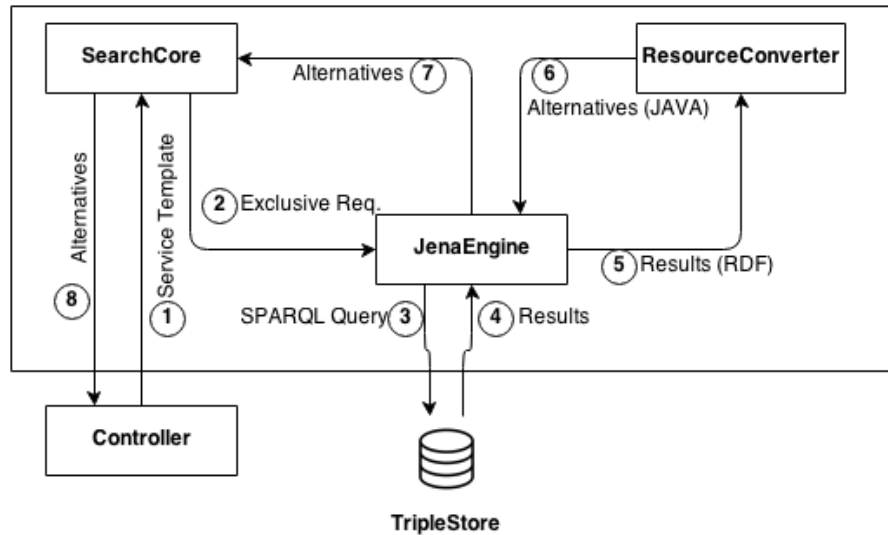 SearchCore
Alternatives 7
6
ResourceConverter
Alternatives (JAVA)
2 Exclusive Req.
Alternatives
8
Service Template
1
JenaEngine
5 Results (RDF)
SPARQL Query 3
4 Results
Controller
TripleStore